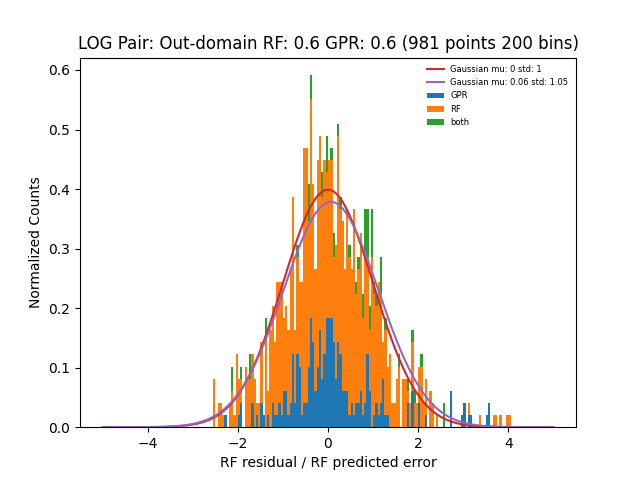 LOG Pair: Out-domain RF: 0.6 GPR: 0.6 (981 points 200 bins)
Gaussian mu: 0 std: 1
Gaussian mu: 0.06 std: 1.05
GPR
RF
both
Normalized Counts
0.6
0.5
0.4
0.3
0.2
0.1
0.0
−4 −2 0 2 4
RF residual / RF predicted error